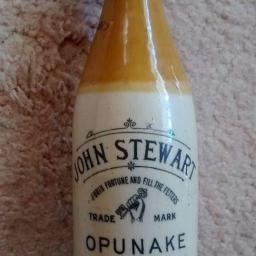 JOHN STEWART
FORTUNE AND FILL THE FETTERS
TRADE MARK
OPUNAKE